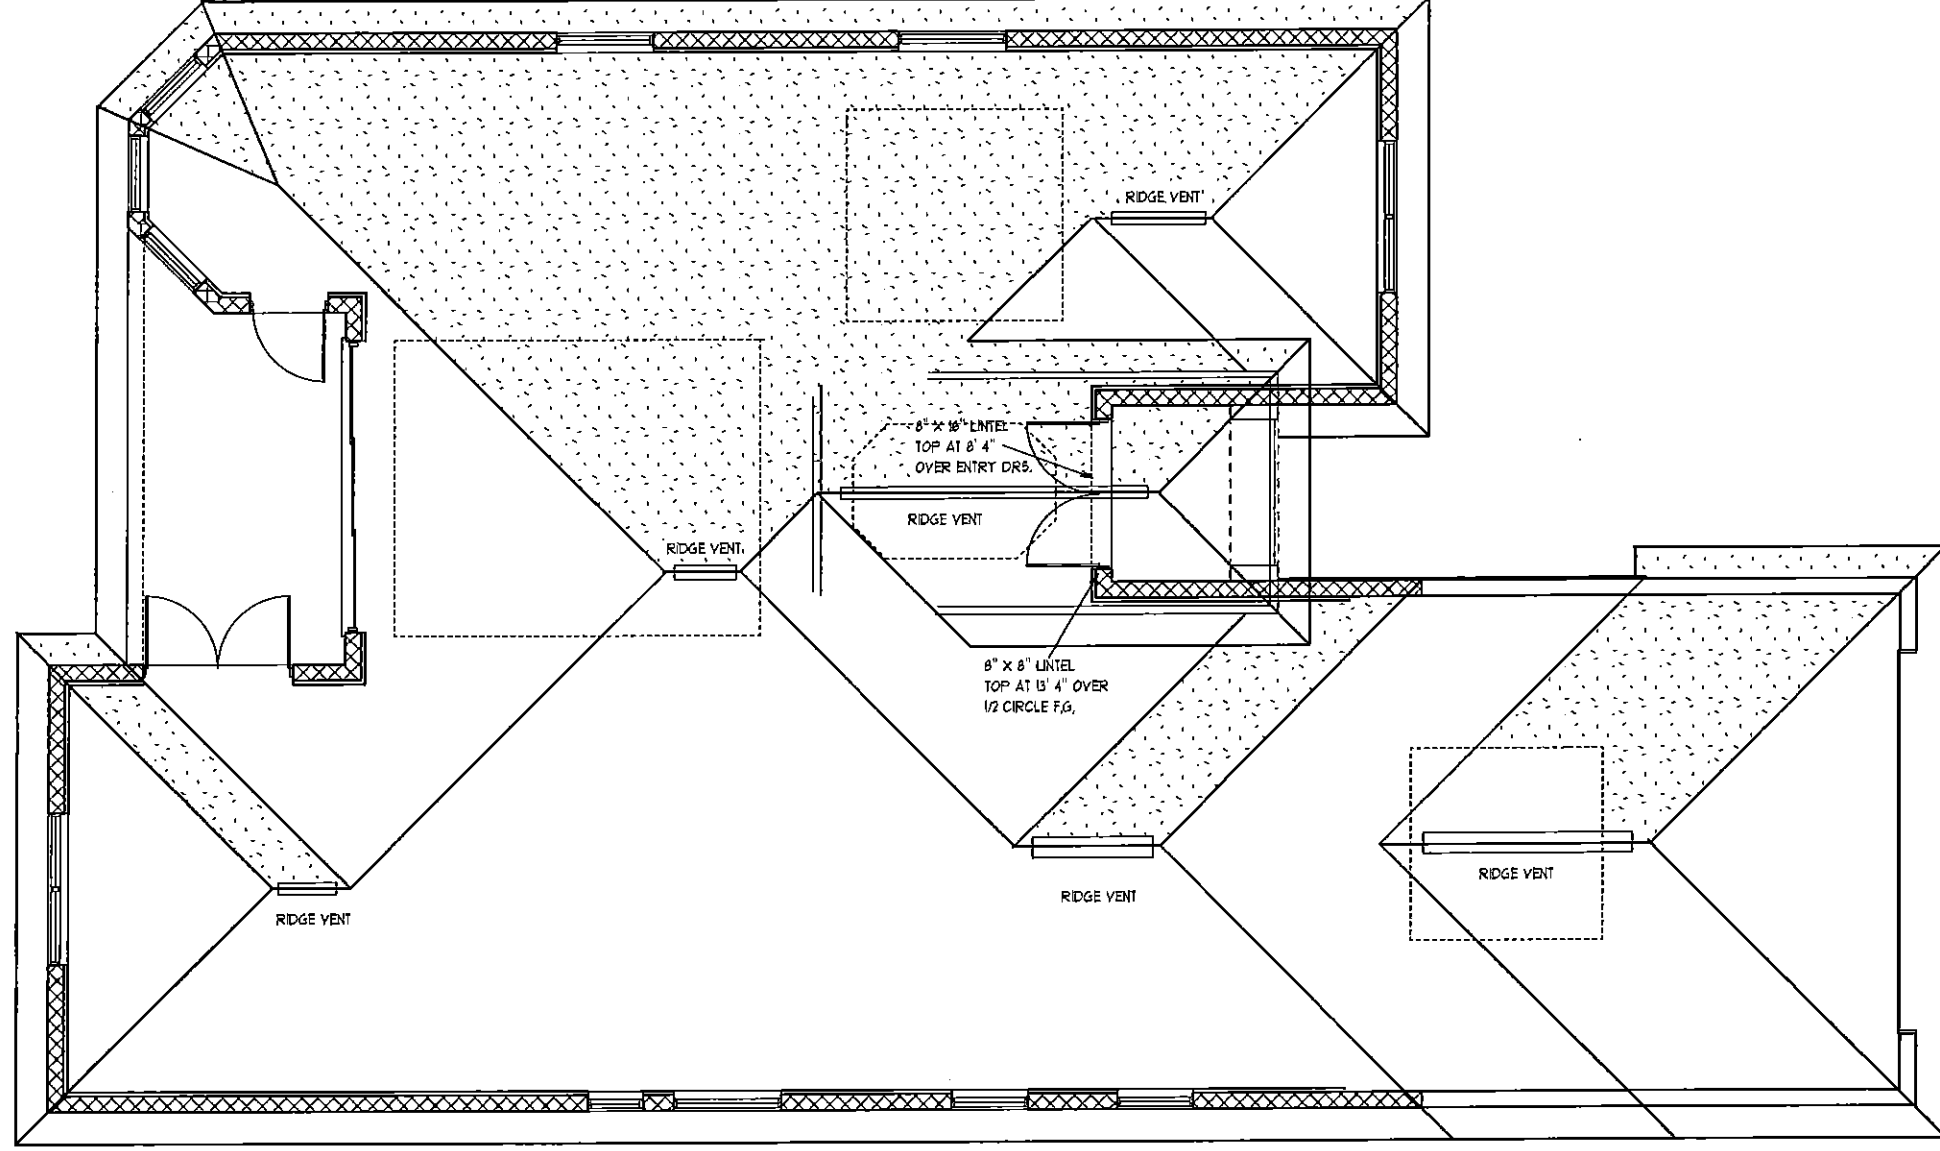 RIDGE VENT
8" X 16" LINTEL
TOP AT 8' 4"
OVER ENTRY DRS.
RIDGE VENT
RIDGE VENT
8" X 8" LINTEL
TOP AT 13' 4" OVER
1/2 CIRCLE F.G.
RIDGE VENT
RIDGE VENT
RIDGE VENT